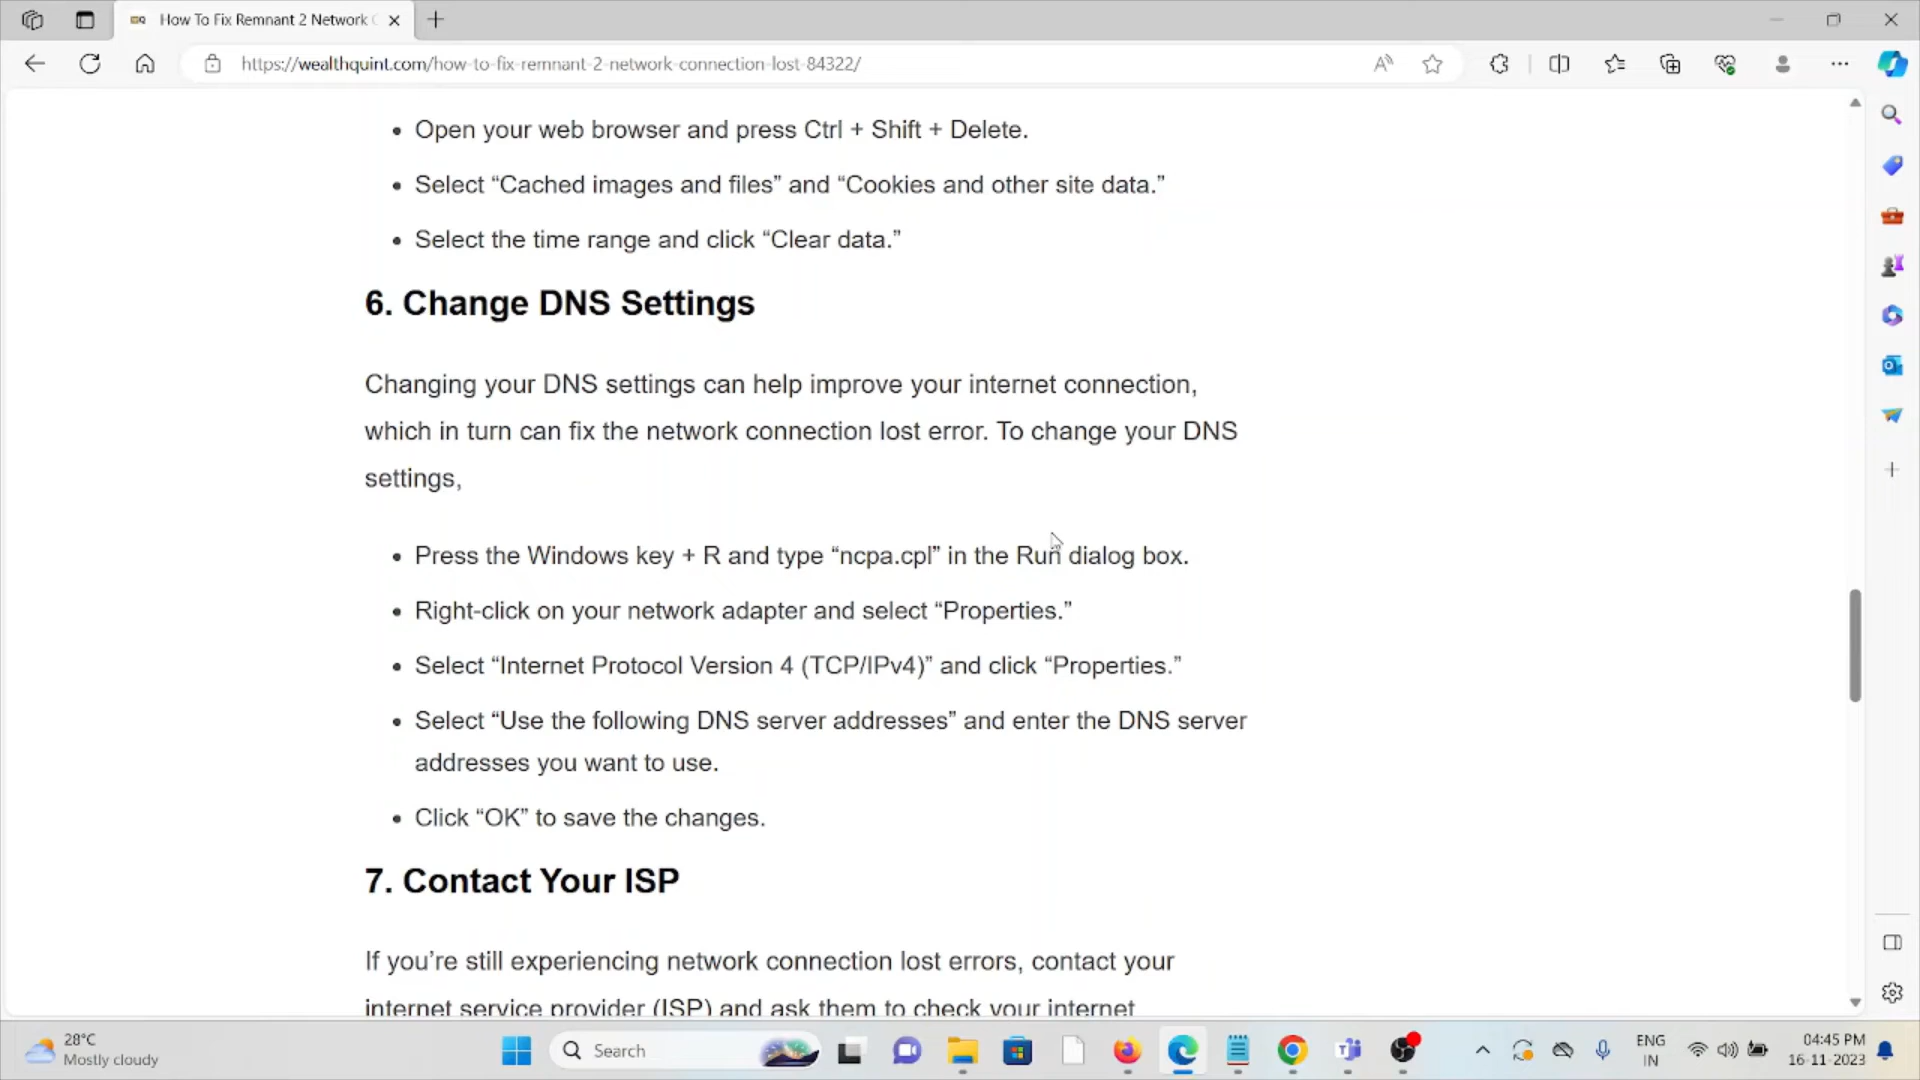 How To Fix Remnant 2 Network C
https://wealthquint.com/how-to-fix-remnant-2-network-connection-lost-84322/
Open your web browser and press Ctrl + Shift + Delete.
Select “Cached images and files” and “Cookies and other site data.”
Select the time range and click “Clear data.”
6. Change DNS Settings
Changing your DNS settings can help improve your internet connection,
which in turn can fix the network connection lost error. To change your DNS
settings,
Press the Windows key + R and type “ncpa.cpl” in the Run dialog box.
Right-click on your network adapter and select “Properties.”
Select “Internet Protocol Version 4 (TCP/IPv4)” and click “Properties.”
Select “Use the following DNS server addresses” and enter the DNS server
addresses you want to use.
Click “OK” to save the changes.
7. Contact Your ISP
If you’re still experiencing network connection lost errors, contact your
internet service provider (ISP) and ask them to check your internet
28°C
Mostly cloudy
Search
ENG
IN
04:45 PM
16-11-2023